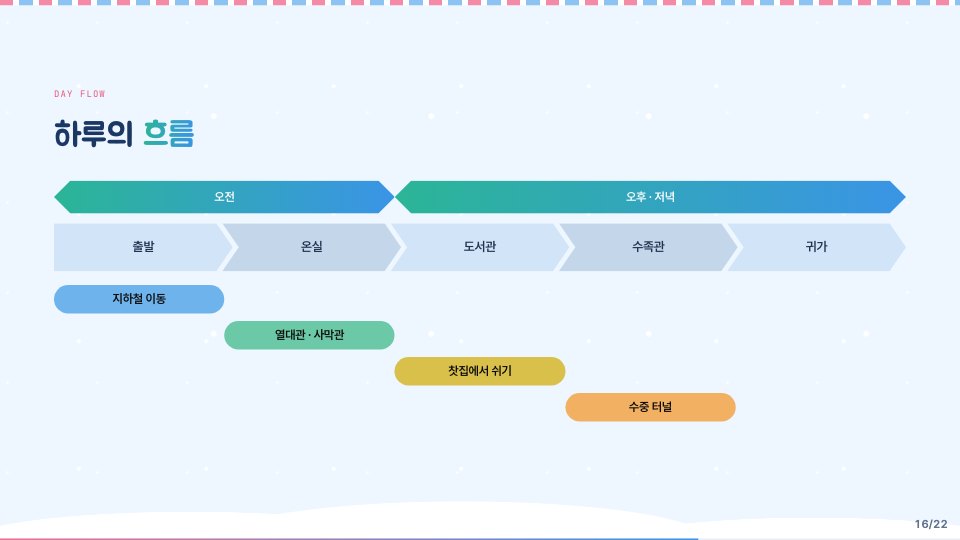 DAY FLOW
하루의 흐름
오전
오후 · 저녁
출발
온실
도서관
수족관
귀가
지하철 이동
열대관 · 사막관
찻집에서 쉬기
수중 터널
16/22